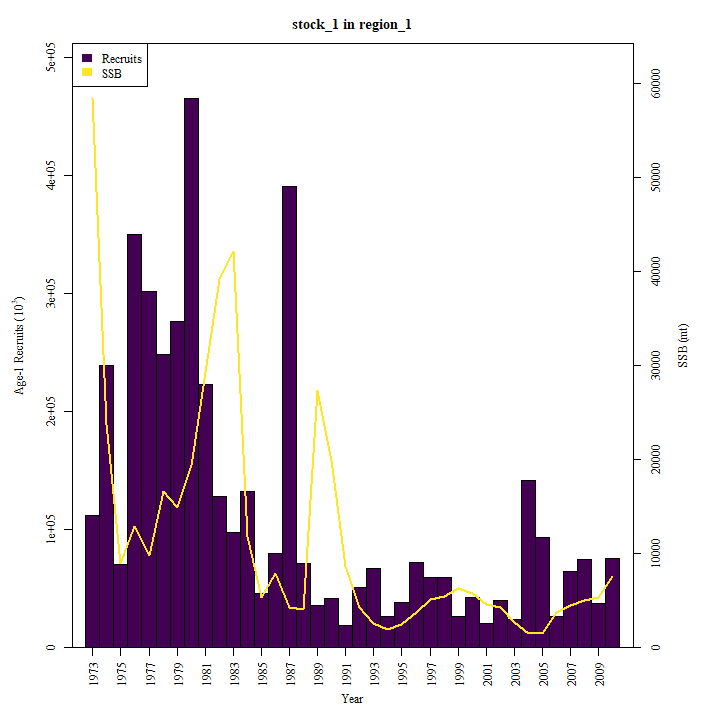 stock_1 in region_1
Recruits
SSB
5e+05
4e+05
3e+05
2e+05
1e+05
0
Age-1 Recruits (10³)
60000
50000
40000
30000
20000
10000
0
SSB (mt)
1973 1975 1977 1979 1981 1983 1985 1987 1989 1991 1993 1995 1997 1999 2001 2003 2005 2007 2009
Year